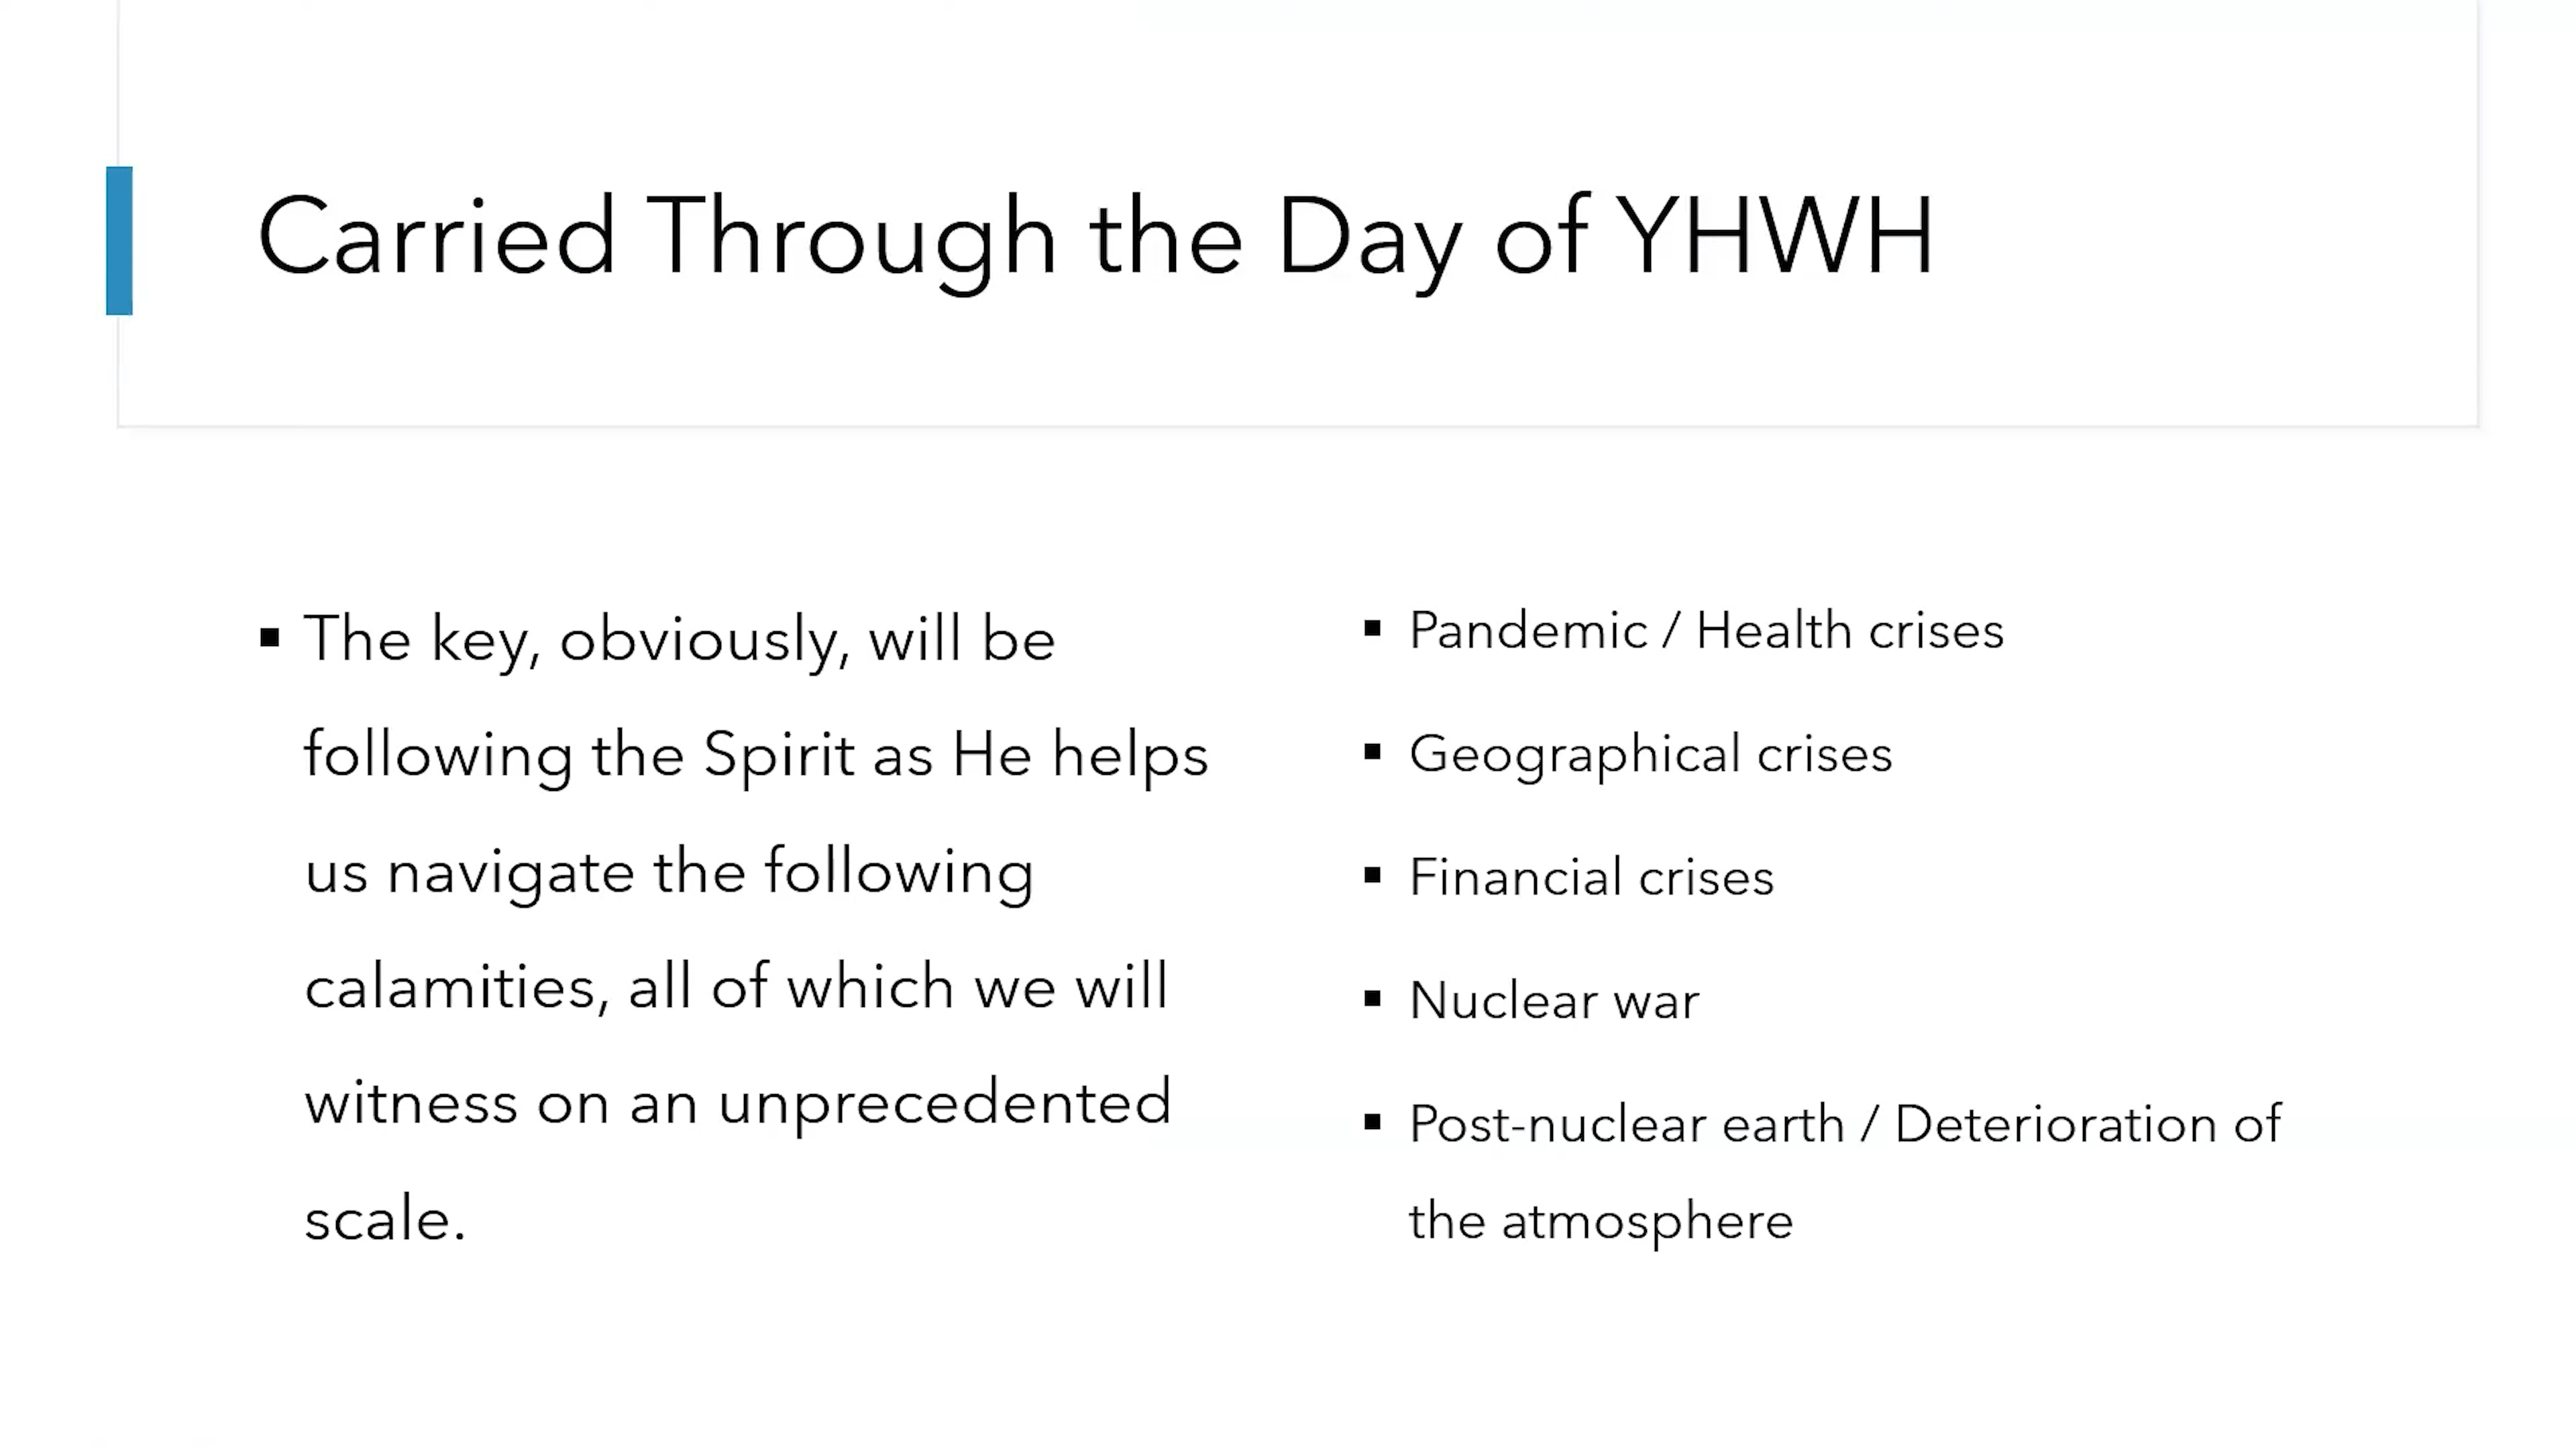 Carried Through the Day of YHWH
▪ The key, obviously, will be
following the Spirit as He helps
us navigate the following
calamities, all of which we will
witness on an unprecedented
scale.
▪ Pandemic / Health crises
▪ Geographical crises
▪ Financial crises
▪ Nuclear war
▪ Post-nuclear earth / Deterioration of
the atmosphere